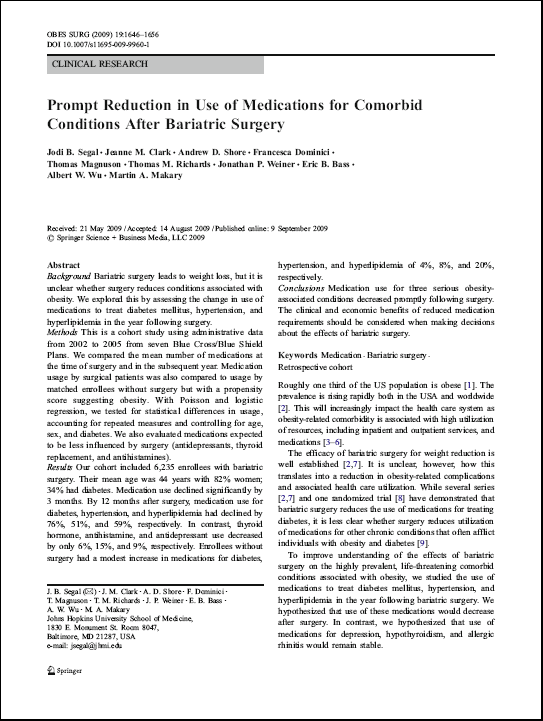 OBES SURG (2009) 19:1646–1656
DOI 10.1007/s11695-009-9960-1
CLINICAL RESEARCH
Prompt Reduction in Use of Medications for Comorbid
Conditions After Bariatric Surgery
Jodi B. Segal · Jeanne M. Clark · Andrew D. Shore · Francesca Dominici ·
Thomas Magnuson · Thomas M. Richards · Jonathan P. Weiner · Eric B. Bass ·
Albert W. Wu · Martin A. Makary
Received: 21 May 2009 / Accepted: 14 August 2009 / Published online: 9 September 2009
© Springer Science + Business Media, LLC 2009
Abstract
Background Bariatric surgery leads to weight loss, but it is
unclear whether surgery reduces conditions associated with
obesity. We explored this by assessing the change in use of
medications to treat diabetes mellitus, hypertension, and
hyperlipidemia in the year following surgery.
Methods This is a cohort study using administrative data
from 2002 to 2005 from seven Blue Cross/Blue Shield
Plans. We compared the mean number of medications at
the time of surgery and in the subsequent year. Medication
usage by surgical patients was also compared to usage by
matched enrollees without surgery but with a propensity
score suggesting obesity. With Poisson and logistic
regression, we tested for statistical differences in usage,
accounting for repeated measures and controlling for age,
sex, and diabetes. We also evaluated medications expected
to be less influenced by surgery (antidepressants, thyroid
replacement, and antihistamines).
Results Our cohort included 6,235 enrollees with bariatric
surgery. Their mean age was 44 years with 82% women;
34% had diabetes. Medication use declined significantly by
3 months. By 12 months after surgery, medication use for
diabetes, hypertension, and hyperlipidemia had declined by
76%, 51%, and 59%, respectively. In contrast, thyroid
hormone, antihistamine, and antidepressant use decreased
by only 6%, 15%, and 9%, respectively. Enrollees without
surgery had a modest increase in medications for diabetes,
J. B. Segal (✉) · J. M. Clark · A. D. Shore · F. Dominici ·
T. Magnuson · T. M. Richards · J. P. Weiner · E. B. Bass ·
A. W. Wu · M. A. Makary
Johns Hopkins University School of Medicine,
1830 E. Monument St. Room 8047,
Baltimore, MD 21287, USA
e-mail: jsegal@jhmi.edu
hypertension, and hyperlipidemia of 4%, 8%, and 20%,
respectively.
Conclusions Medication use for three serious obesity-
associated conditions decreased promptly following surgery.
The clinical and economic benefits of reduced medication
requirements should be considered when making decisions
about the effects of bariatric surgery.
Keywords Medication · Bariatric surgery ·
Retrospective cohort
Roughly one third of the US population is obese [1]. The
prevalence is rising rapidly both in the USA and worldwide
[2]. This will increasingly impact the health care system as
obesity-related comorbidity is associated with high utilization
of resources, including inpatient and outpatient services, and
medications [3–6].
The efficacy of bariatric surgery for weight reduction is
well established [2,7]. It is unclear, however, how this
translates into a reduction in obesity-related complications
and associated health care utilization. While several series
[2,7] and one randomized trial [8] have demonstrated that
bariatric surgery reduces the use of medications for treating
diabetes, it is less clear whether surgery reduces utilization
of medications for other chronic conditions that often afflict
individuals with obesity and diabetes [9].
To improve understanding of the effects of bariatric
surgery on the highly prevalent, life-threatening comorbid
conditions associated with obesity, we studied the use of
medications to treat diabetes mellitus, hypertension, and
hyperlipidemia in the year following bariatric surgery. We
hypothesized that use of these medications would decrease
after surgery. In contrast, we hypothesized that use of
medications for depression, hypothyroidism, and allergic
rhinitis would remain stable.
Springer